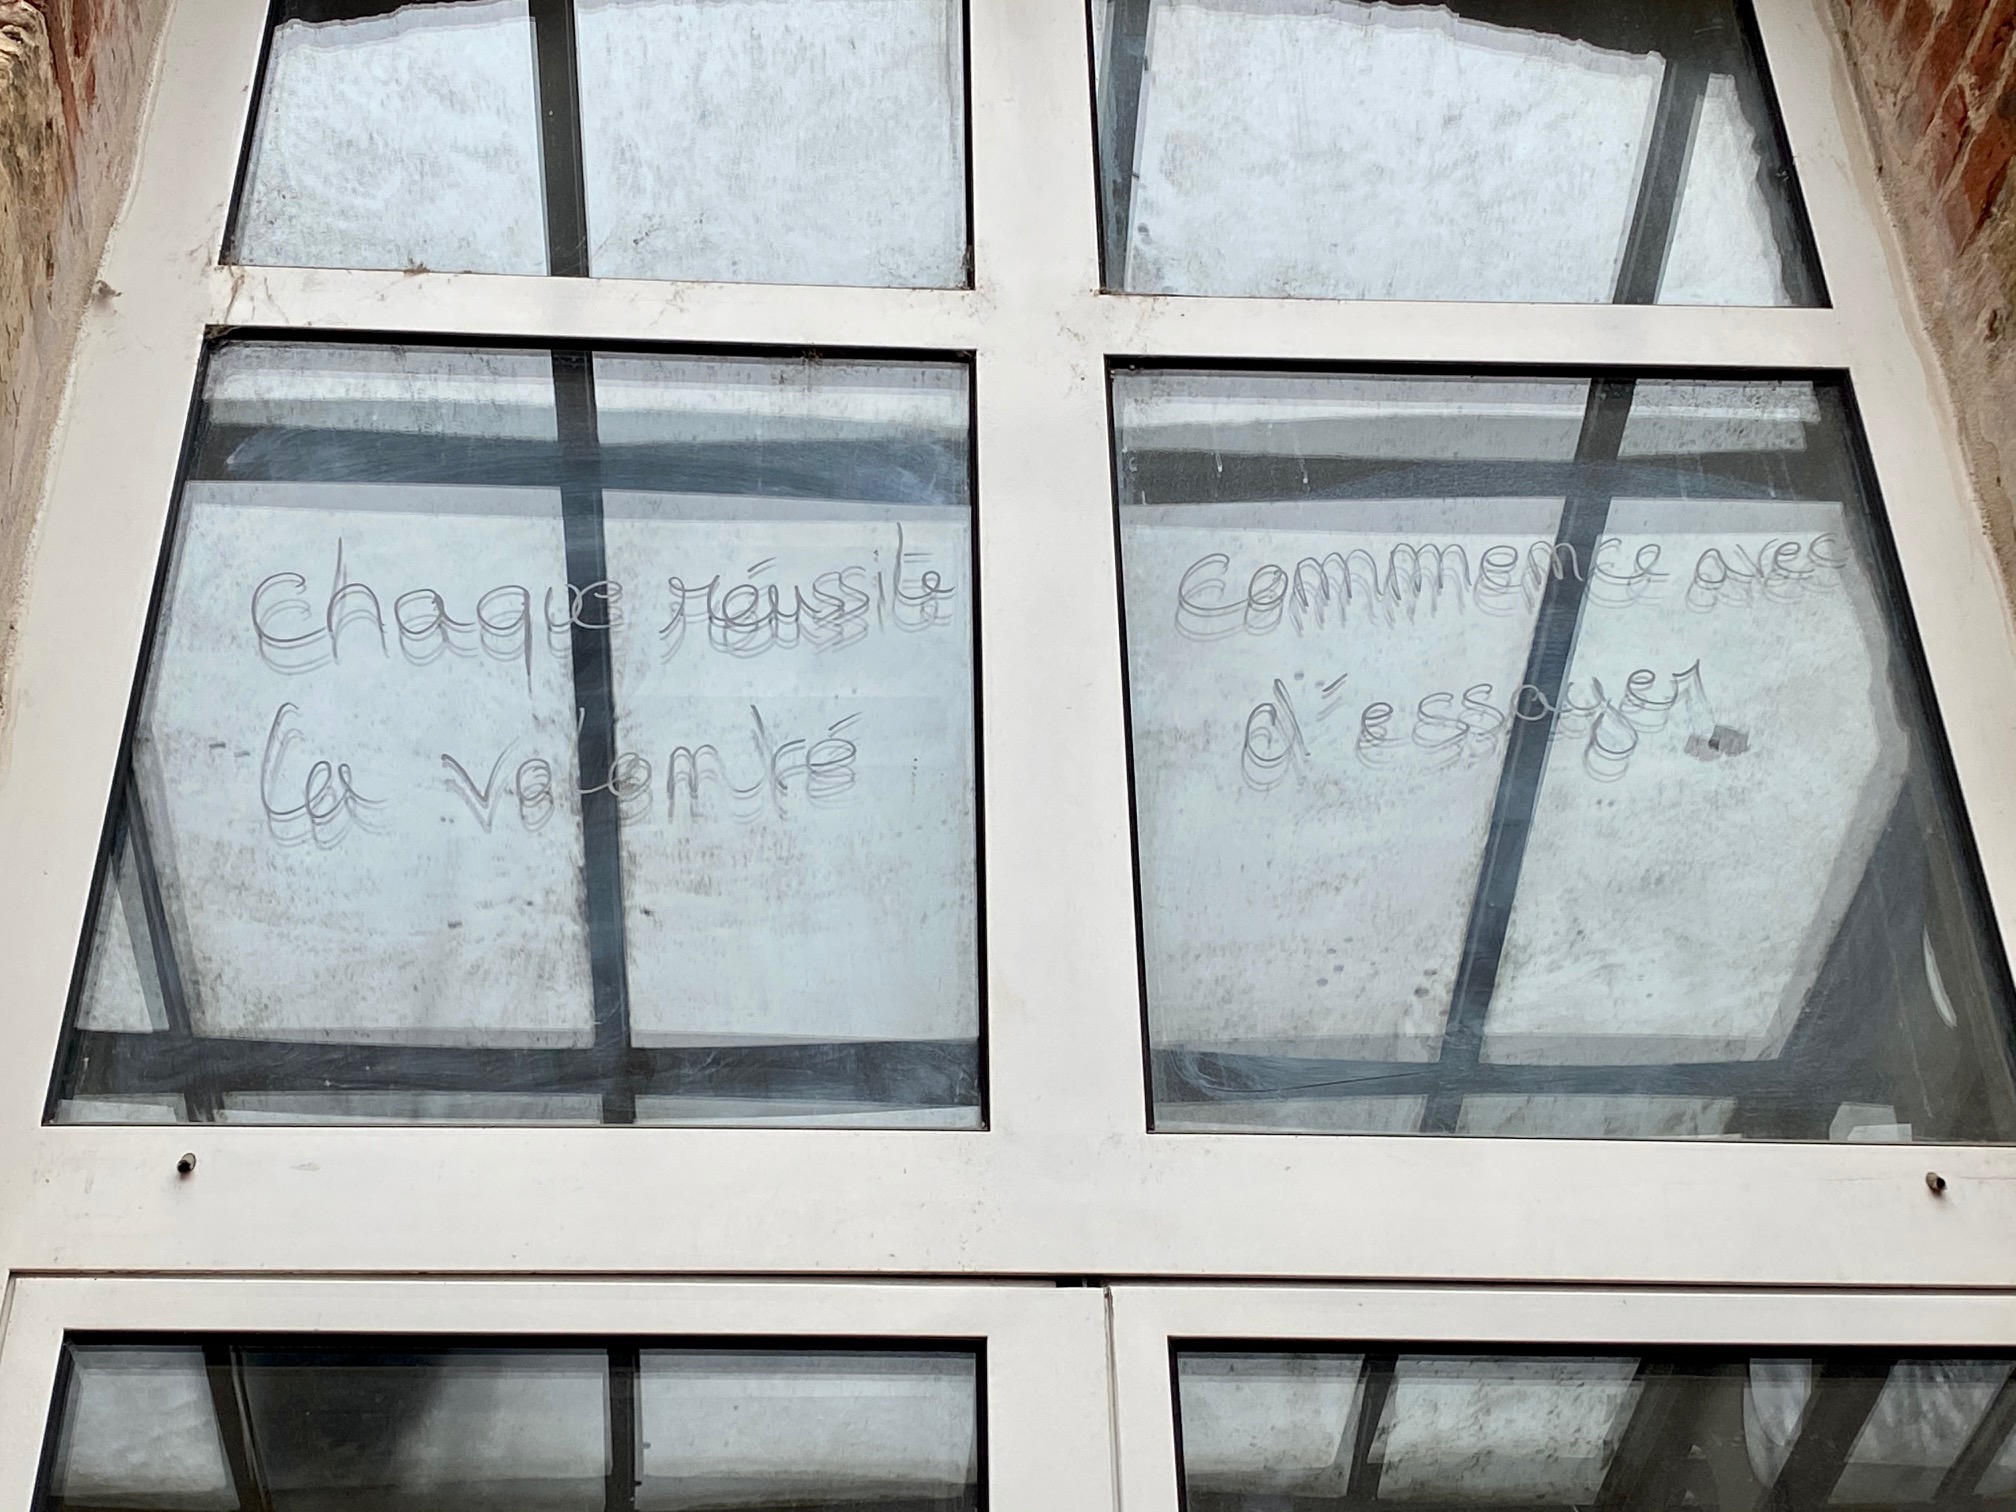 Chaque réussite Commence avec
la volonté d'essayer